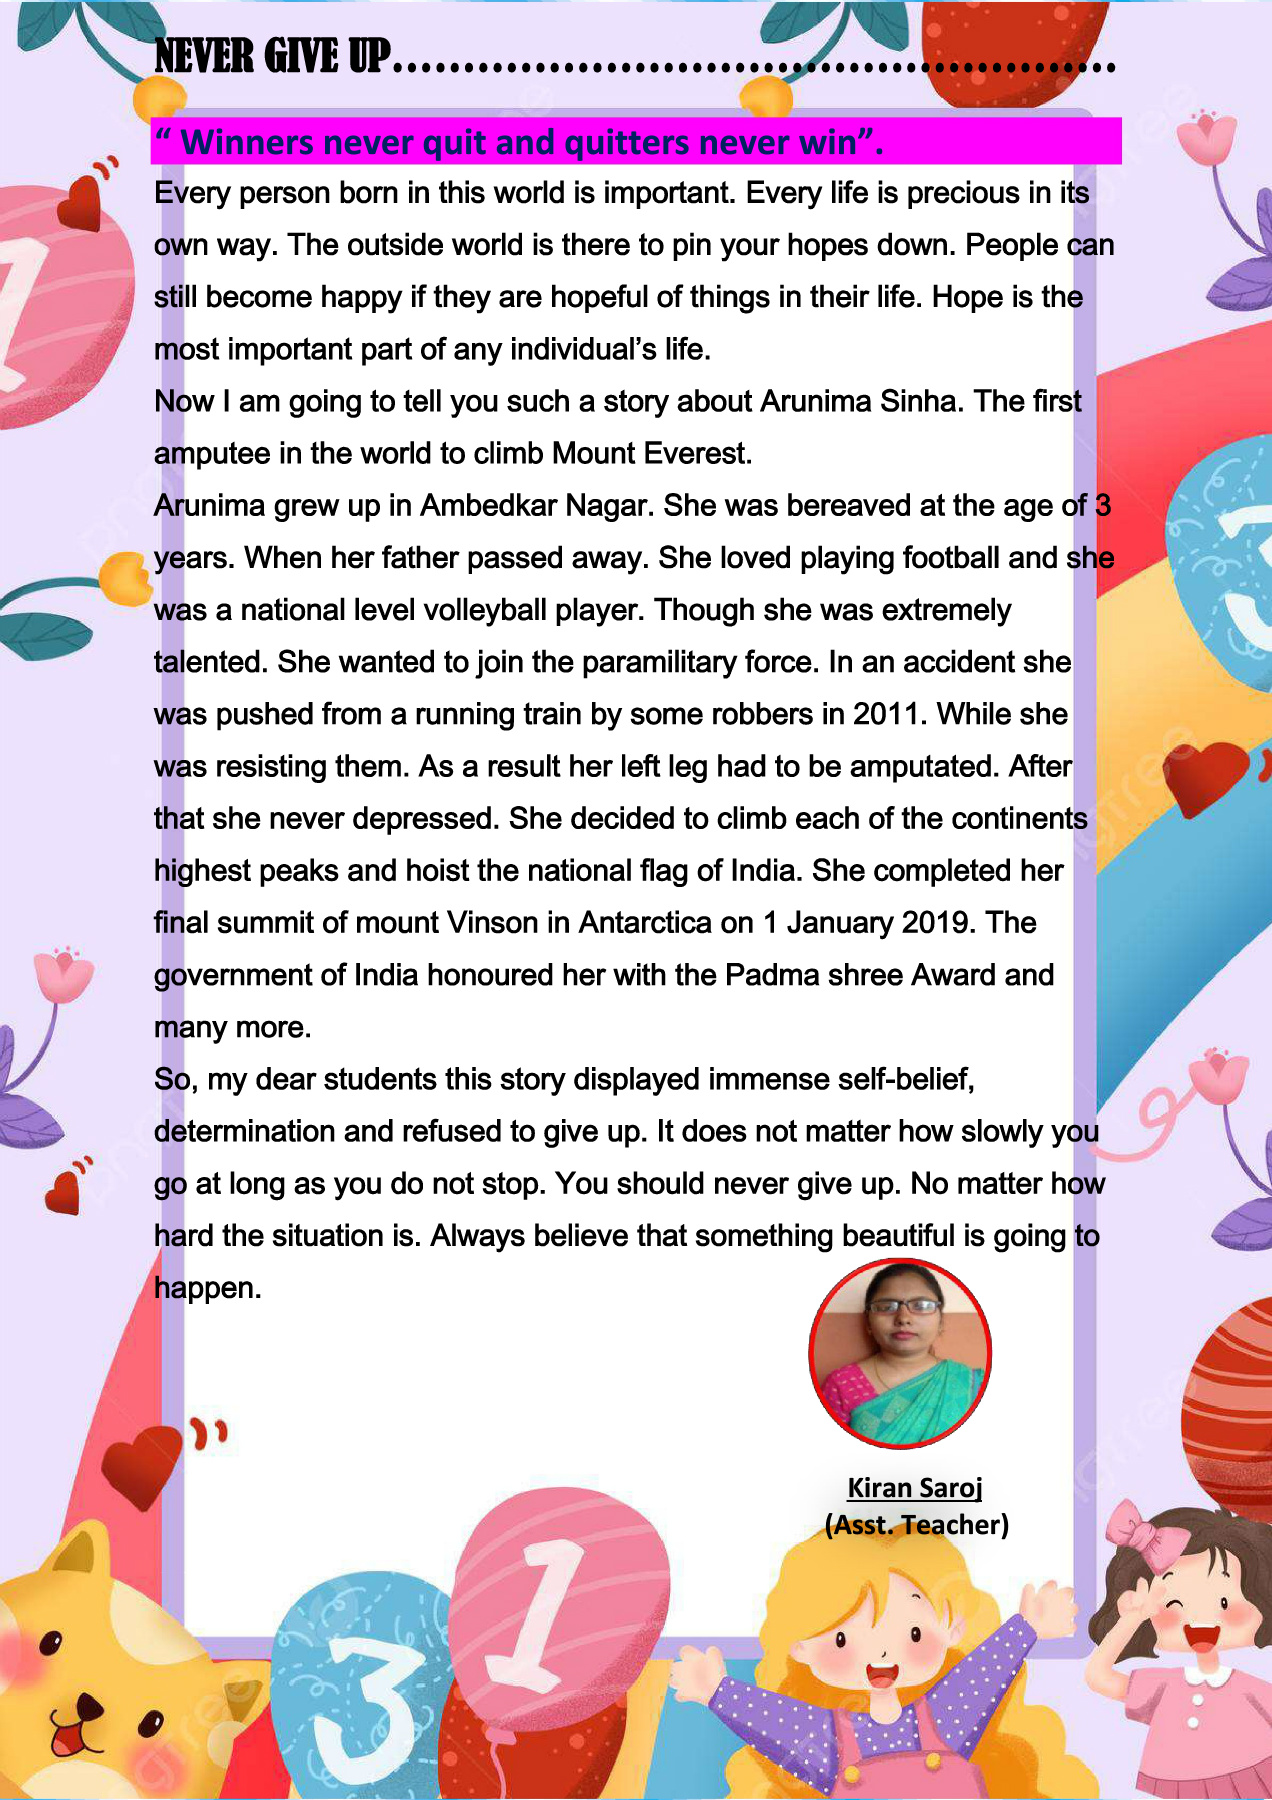 NEVER GIVE UP...................................................
“ Winners never quit and quitters never win”.
Every person born in this world is important. Every life is precious in its
own way. The outside world is there to pin your hopes down. People can
still become happy if they are hopeful of things in their life. Hope is the
most important part of any individual’s life.
Now I am going to tell you such a story about Arunima Sinha. The first
amputee in the world to climb Mount Everest.
Arunima grew up in Ambedkar Nagar. She was bereaved at the age of 3
years. When her father passed away. She loved playing football and she
was a national level volleyball player. Though she was extremely
talented. She wanted to join the paramilitary force. In an accident she
was pushed from a running train by some robbers in 2011. While she
was resisting them. As a result her left leg had to be amputated. After
that she never depressed. She decided to climb each of the continents
highest peaks and hoist the national flag of India. She completed her
final summit of mount Vinson in Antarctica on 1 January 2019. The
government of India honoured her with the Padma shree Award and
many more.
So, my dear students this story displayed immense self-belief,
determination and refused to give up. It does not matter how slowly you
go at long as you do not stop. You should never give up. No matter how
hard the situation is. Always believe that something beautiful is going to
happen.
Kiran Saroj
(Asst. Teacher)
1
3
3
1